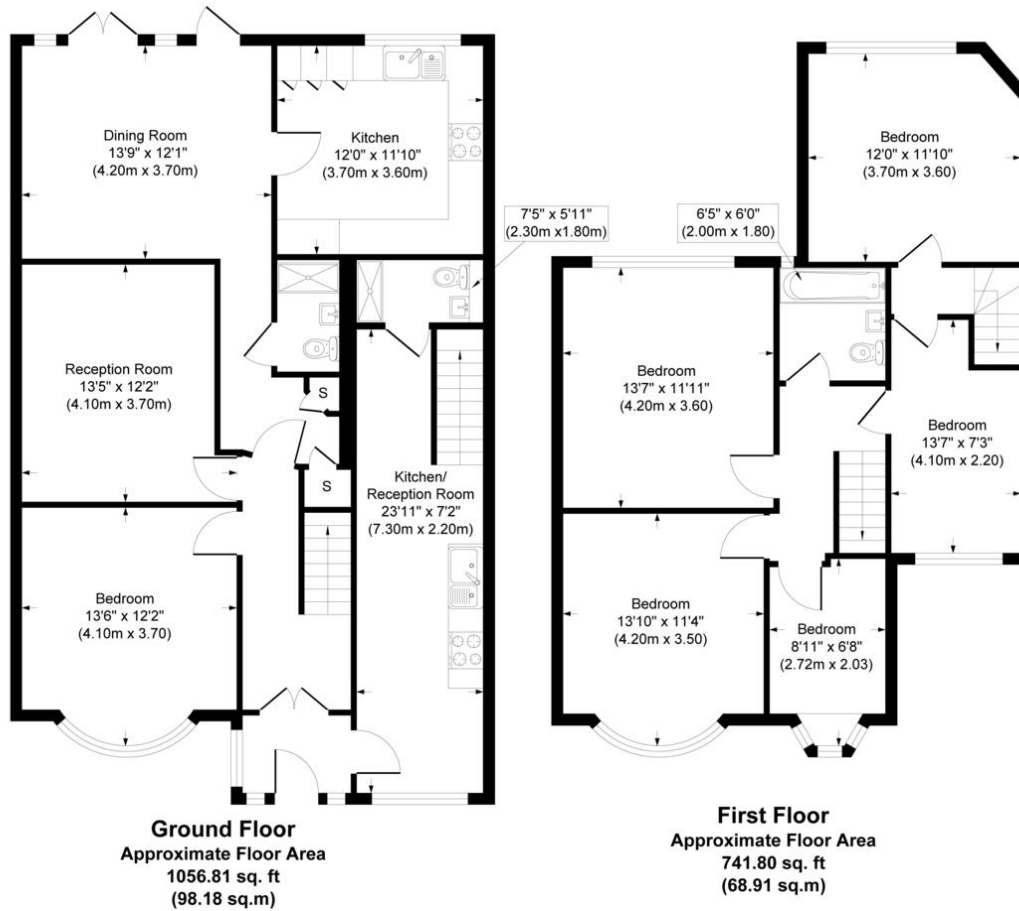 Dining Room
13'9" x 12'1"
(4.20m x 3.70m)
Kitchen
12'0" x 11'10"
(3.70m x 3.60m)
7'5" x 5'11"
(2.30m x1.80m)
Reception Room
13'5" x 12'2"
(4.10m x 3.70m)
S
S
Kitchen/
Reception Room
23'11" x 7'2"
(7.30m x 2.20m)
Bedroom
13'6" x 12'2"
(4.10m x 3.70)
Ground Floor
Approximate Floor Area
1056.81 sq. ft
(98.18 sq.m)
Bedroom
12'0" x 11'10"
(3.70m x 3.60)
6'5" x 6'0"
(2.00m x 1.80)
Bedroom
13'7" x 11'11"
(4.20m x 3.60)
Bedroom
13'7" x 7'3"
(4.10m x 2.20)
Bedroom
13'10" x 11'4"
(4.20m x 3.50)
Bedroom
8'11" x 6'8"
(2.72m x 2.03)
First Floor
Approximate Floor Area
741.80 sq. ft
(68.91 sq.m)